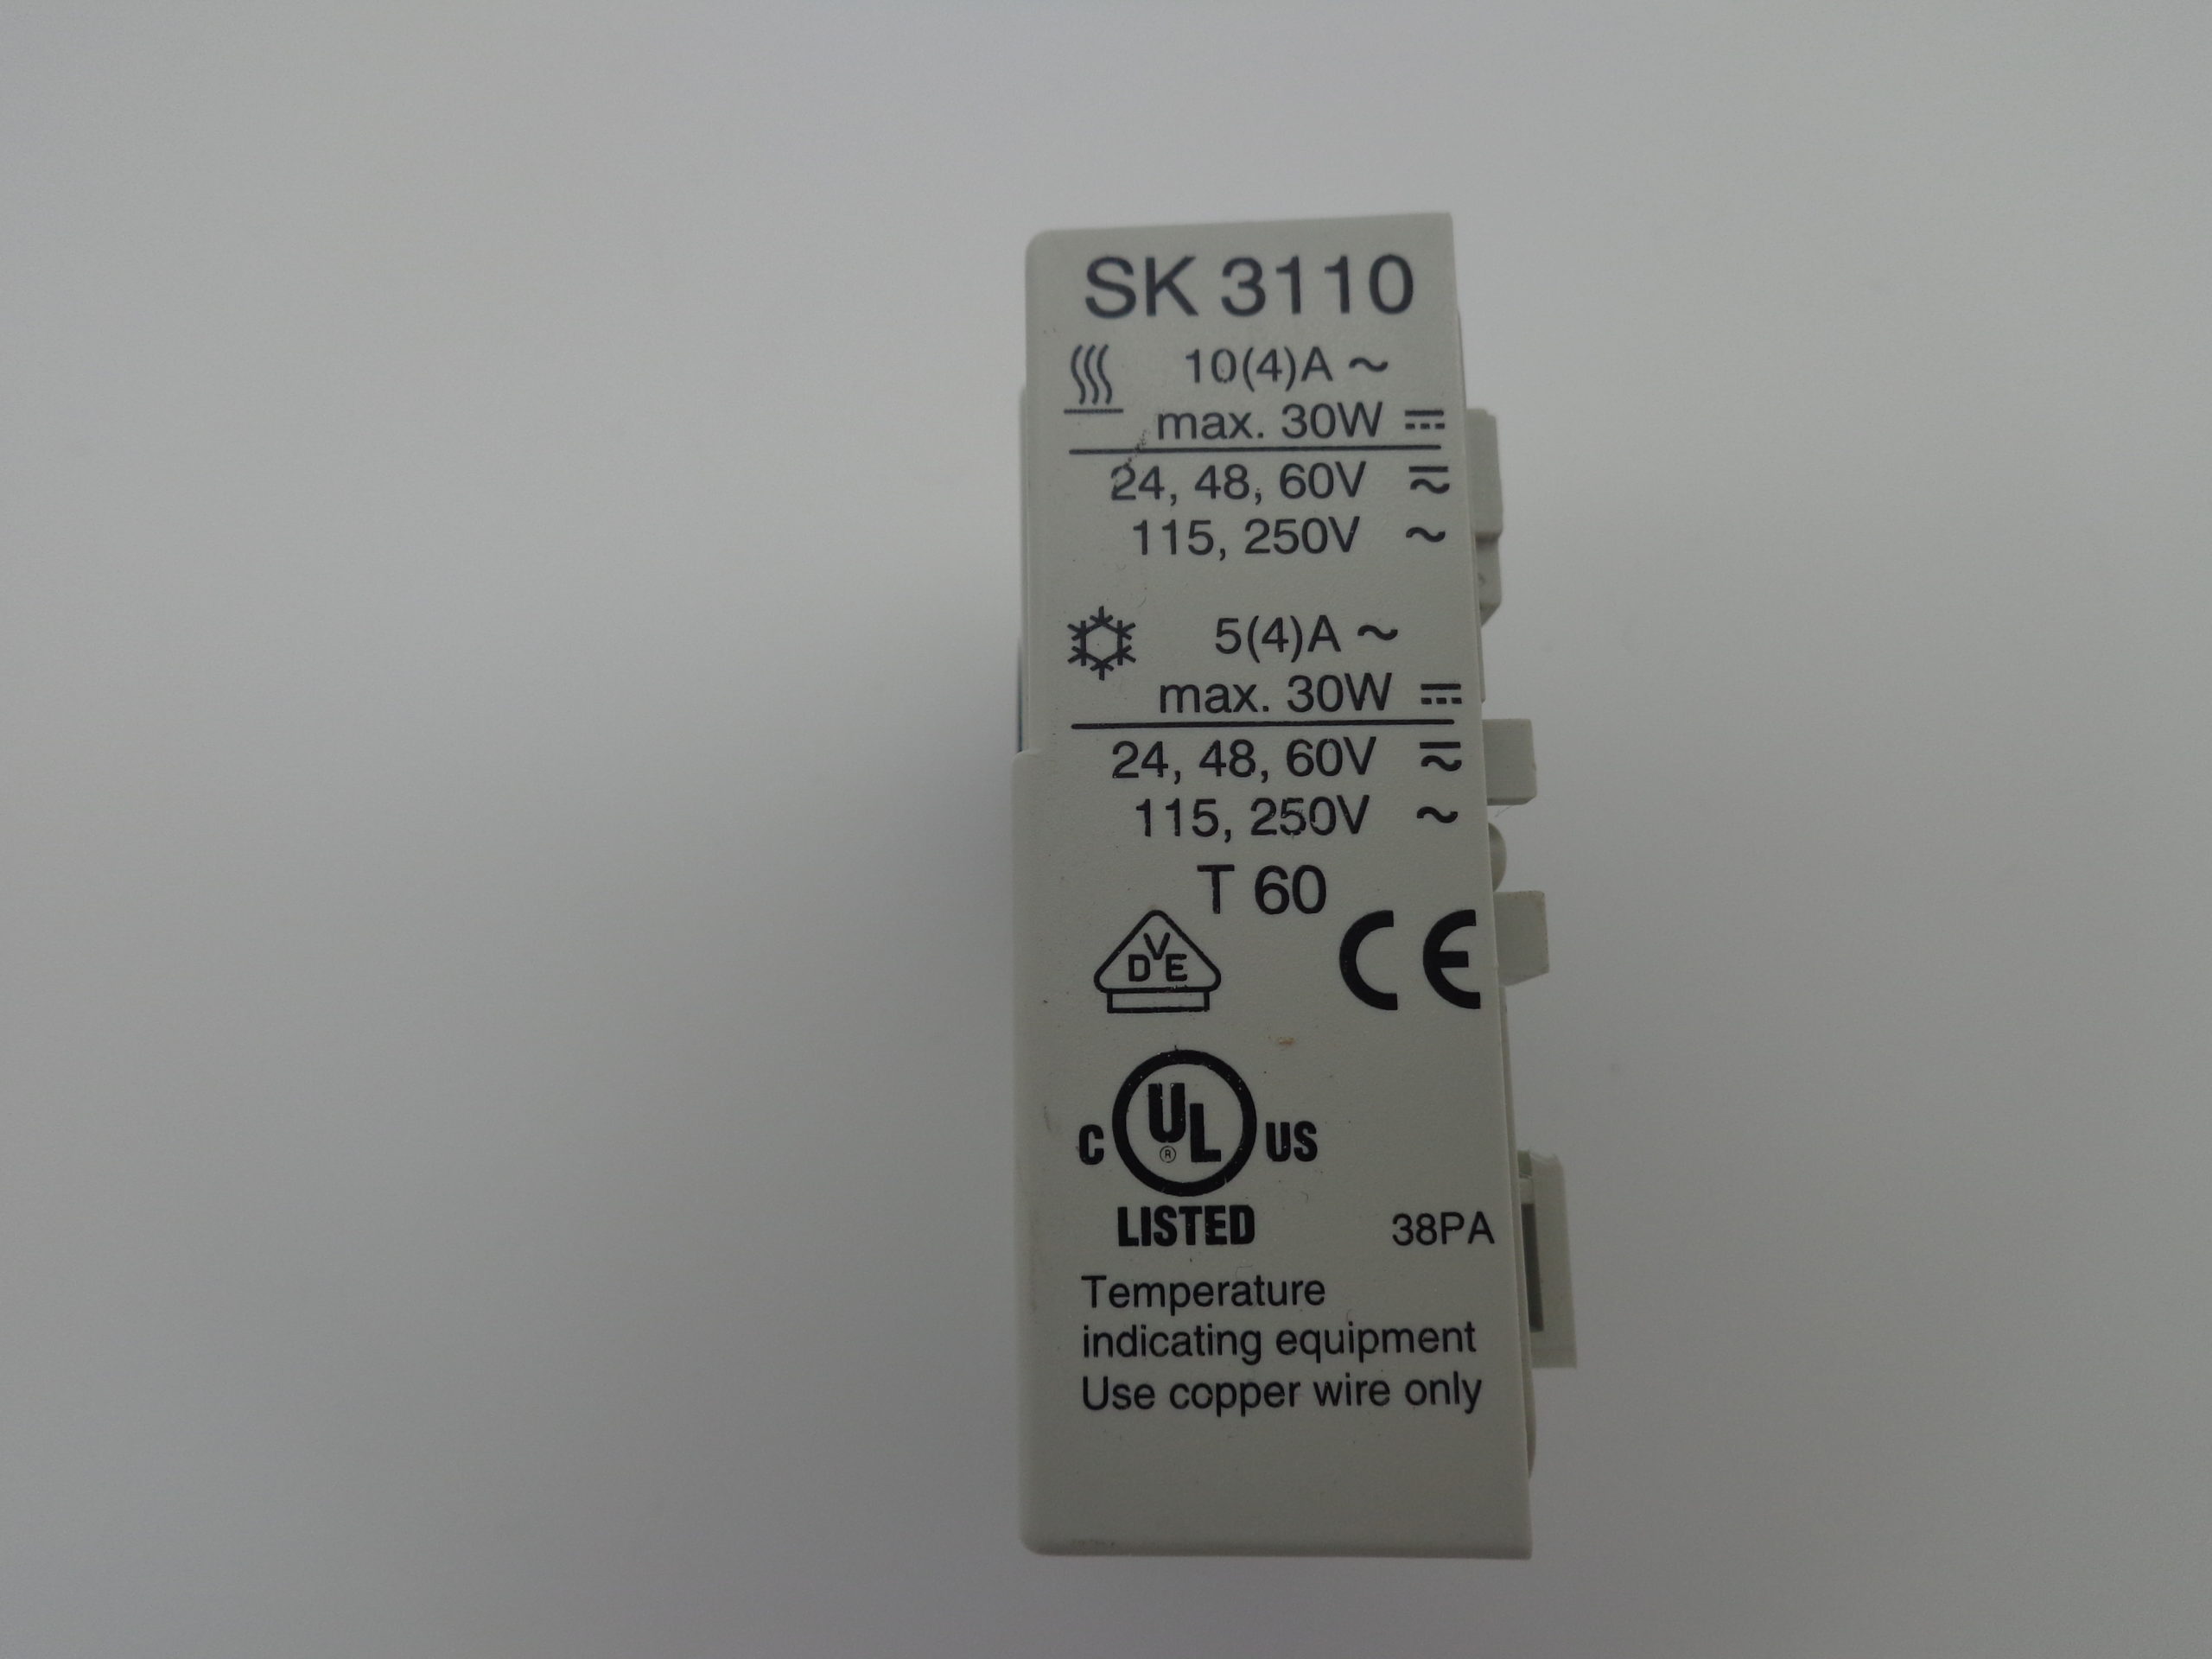 SK 3110
10(4)A ~
max. 30W ⎓
24, 48, 60V ⎓~
115, 250V ~
5(4)A ~
max. 30W ⎓
24, 48, 60V ⎓~
115, 250V ~
T 60
DVE
CE
C UL® US
LISTED
38PA
Temperature
indicating equipment
Use copper wire only